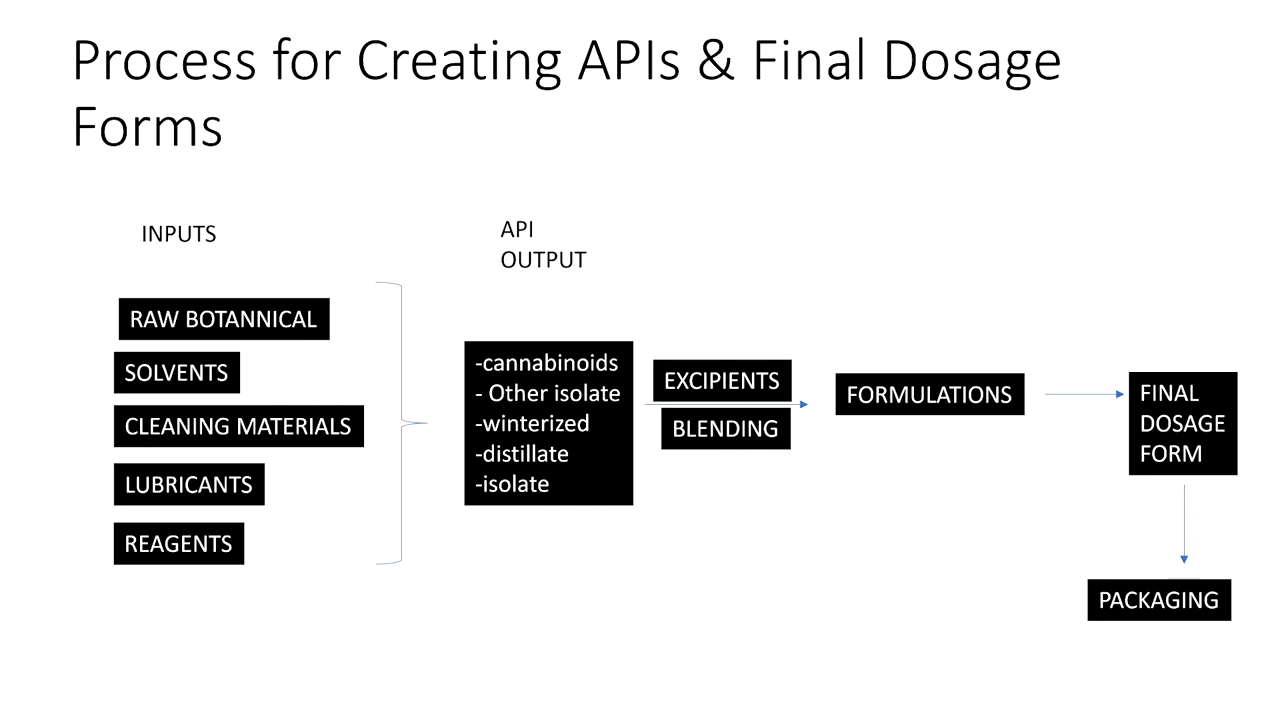 Process for Creating APIs & Final Dosage
Forms
INPUTS
API
OUTPUT
RAW BOTANNICAL
SOLVENTS
CLEANING MATERIALS
LUBRICANTS
REAGENTS
-cannabinoids
- Other isolate
-winterized
-distillate
-isolate
EXCIPIENTS
BLENDING
FORMULATIONS
FINAL
DOSAGE
FORM
PACKAGING